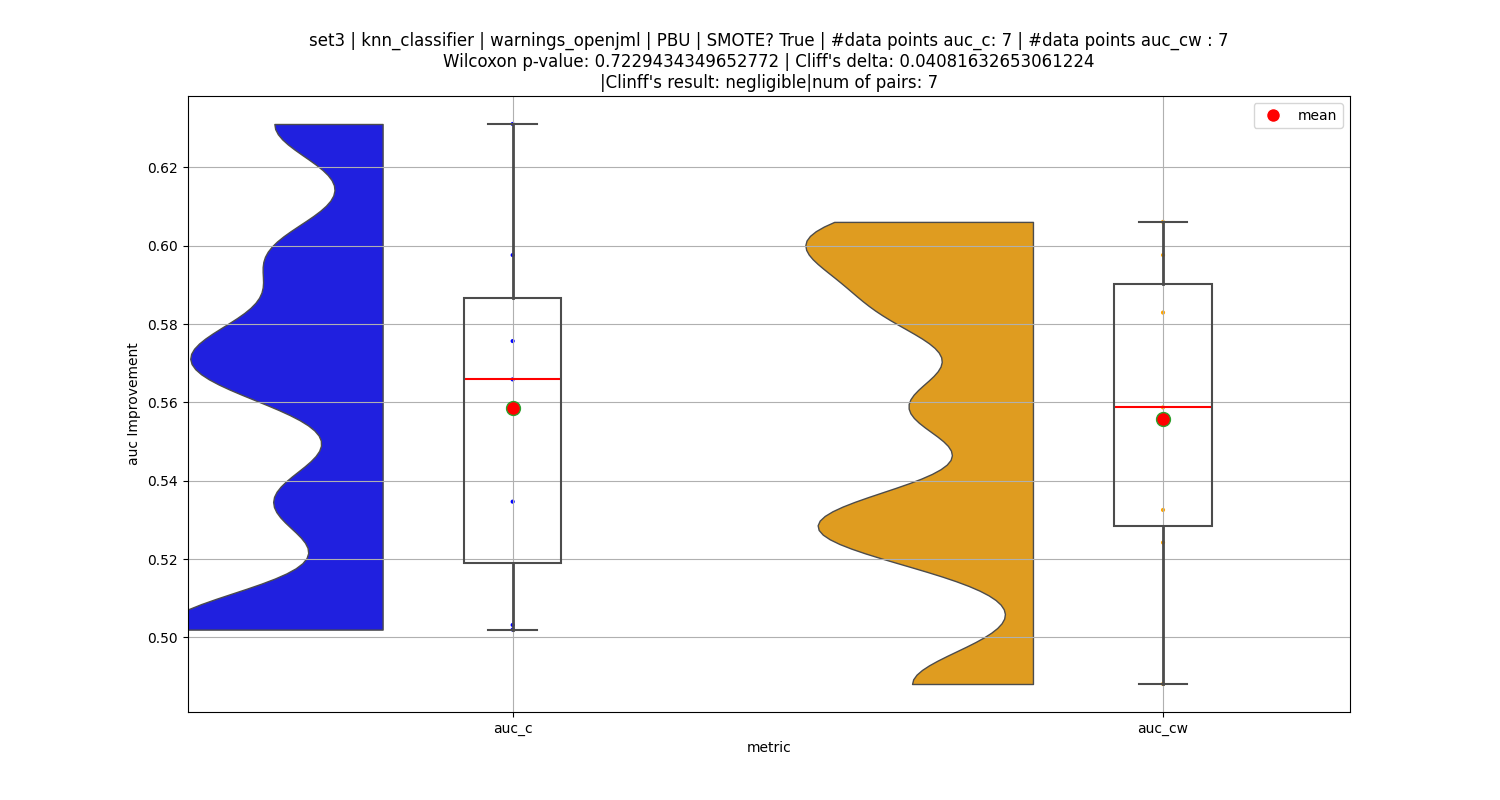 set3 | knn_classifier | warnings_openjml | PBU | SMOTE? True | #data points auc_c: 7 | #data points auc_cw : 7
Wilcoxon p-value: 0.7229434349652772 | Cliff's delta: 0.04081632653061224
|Clinff's result: negligible|num of pairs: 7
mean
0.62
0.60
0.58
0.56
0.54
0.52
0.50
auc Improvement
auc_c
auc_cw
metric